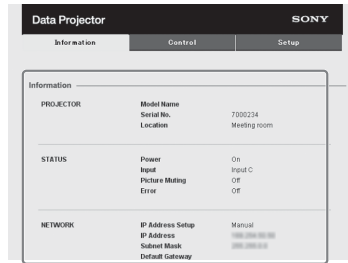 Data Projector SONY
Information Control Setup
Information
PROJECTOR Model Name
Serial No. 7000234
Location Meeting room
STATUS Power On
Input Input C
Picture Muting Off
Error Off
NETWORK IP Address Setup Manual
IP Address
Subnet Mask
Default Gateway